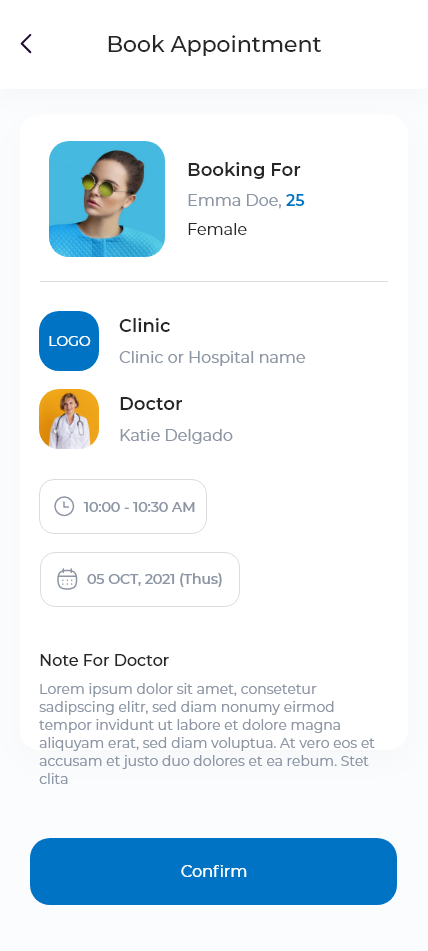 Book Appointment
Booking For
Emma Doe, 25
Female
LOGO
Clinic
Clinic or Hospital name
Doctor
Katie Delgado
10:00 - 10:30 AM
05 OCT, 2021 (Thus)
Note For Doctor
Lorem ipsum dolor sit amet, consetetur
sadipscing elitr, sed diam nonumy eirmod
tempor invidunt ut labore et dolore magna
aliquyam erat, sed diam voluptua. At vero eos et
accusam et justo duo dolores et ea rebum. Stet
clita
Confirm